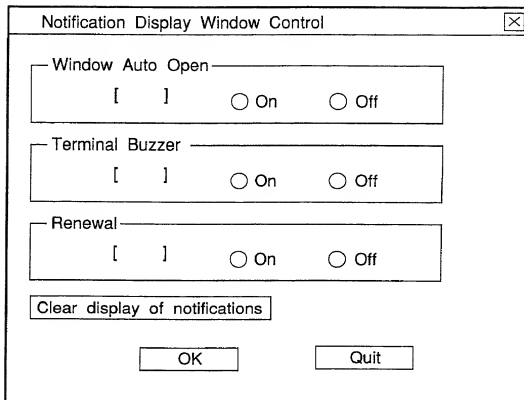 Notification Display Window Control
Window Auto Open
[ ] On Off
Terminal Buzzer
[ ] On Off
Renewal
[ ] On Off
Clear display of notifications
OK Quit